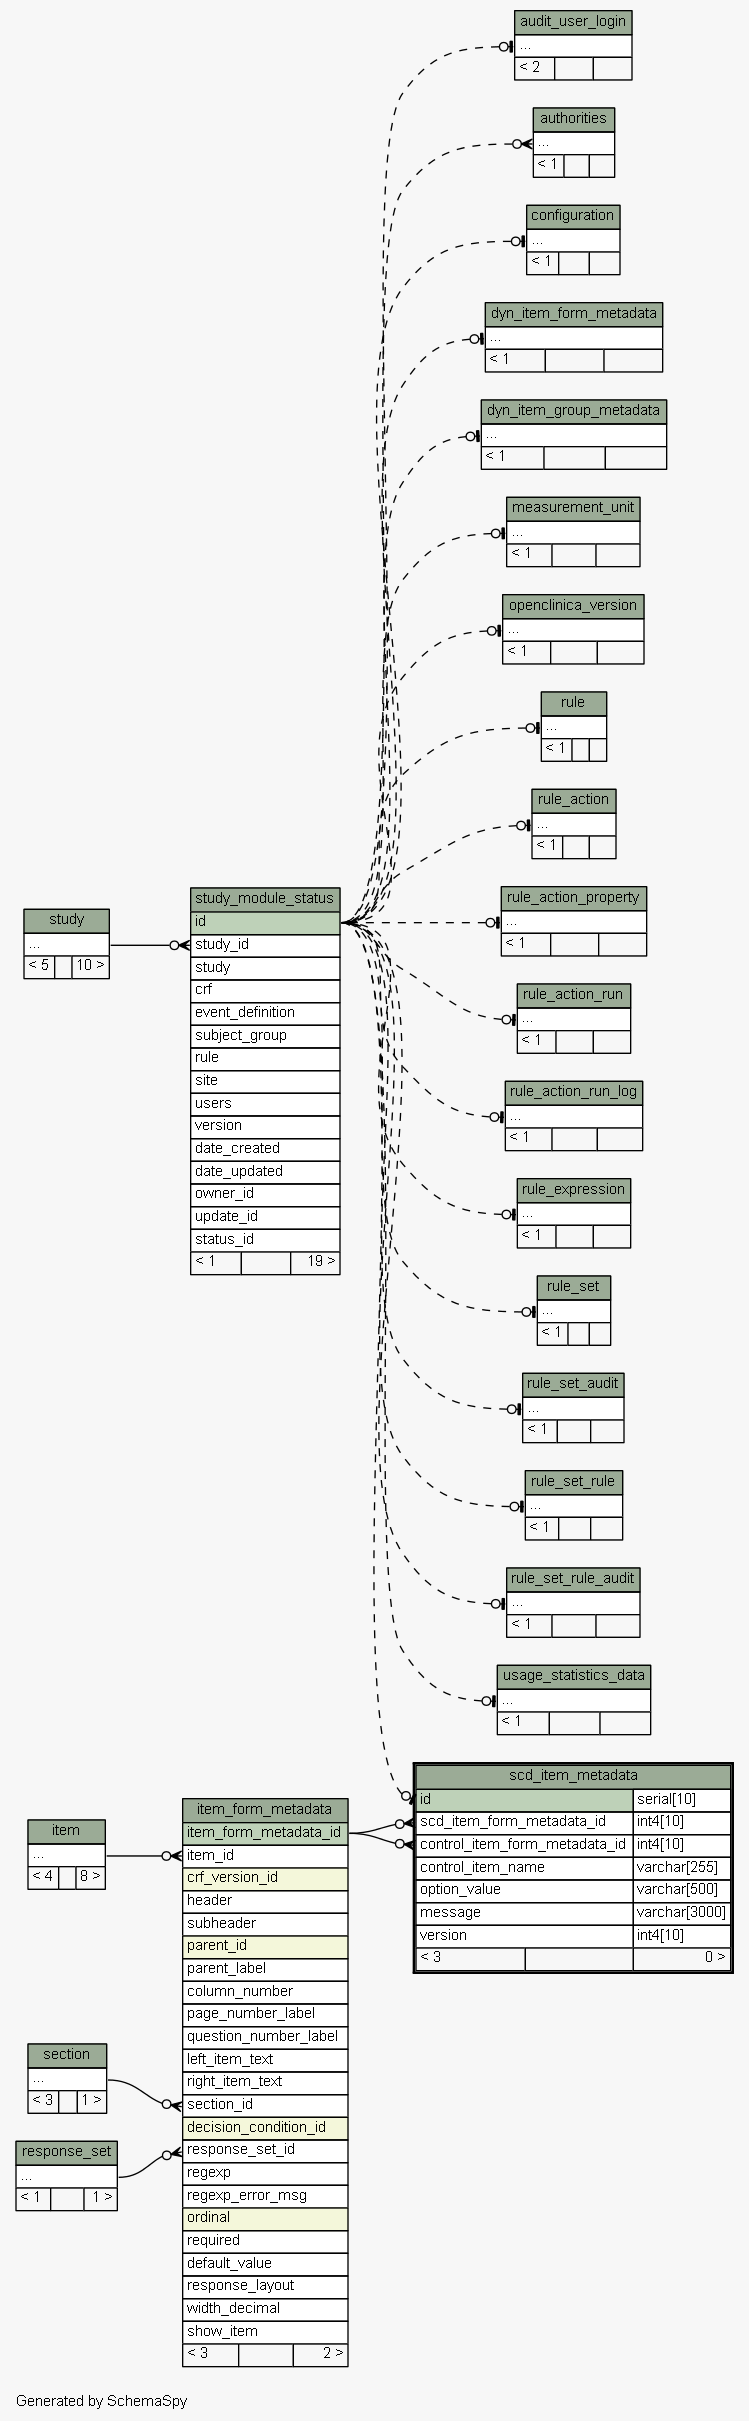 audit_user_login
...
< 2
authorities
...
< 1
configuration
...
< 1
dyn_item_form_metadata
...
< 1
dyn_item_group_metadata
...
< 1
measurement_unit
...
< 1
openclinica_version
...
< 1
rule
...
< 1
rule_action
...
< 1
rule_action_property
...
< 1
rule_action_run
...
< 1
rule_action_run_log
...
< 1
rule_expression
...
< 1
rule_set
...
< 1
rule_set_audit
...
< 1
rule_set_rule
...
< 1
rule_set_rule_audit
...
< 1
usage_statistics_data
...
< 1
study
...
< 5 10 >
study_module_status
id
study_id
study
crf
event_definition
subject_group
rule
site
users
version
date_created
date_updated
owner_id
update_id
status_id
< 1 19 >
scd_item_metadata
id serial[10]
scd_item_form_metadata_id int4[10]
control_item_form_metadata_id int4[10]
control_item_name varchar[255]
option_value varchar[500]
message varchar[3000]
version int4[10]
< 3 0 >
item
...
< 4 8 >
section
...
< 3 1 >
response_set
...
< 1 1 >
item_form_metadata
item_form_metadata_id
item_id
crf_version_id
header
subheader
parent_id
parent_label
column_number
page_number_label
question_number_label
left_item_text
right_item_text
section_id
decision_condition_id
response_set_id
regexp
regexp_error_msg
ordinal
required
default_value
response_layout
width_decimal
show_item
< 3 2 >
Generated by SchemaSpy